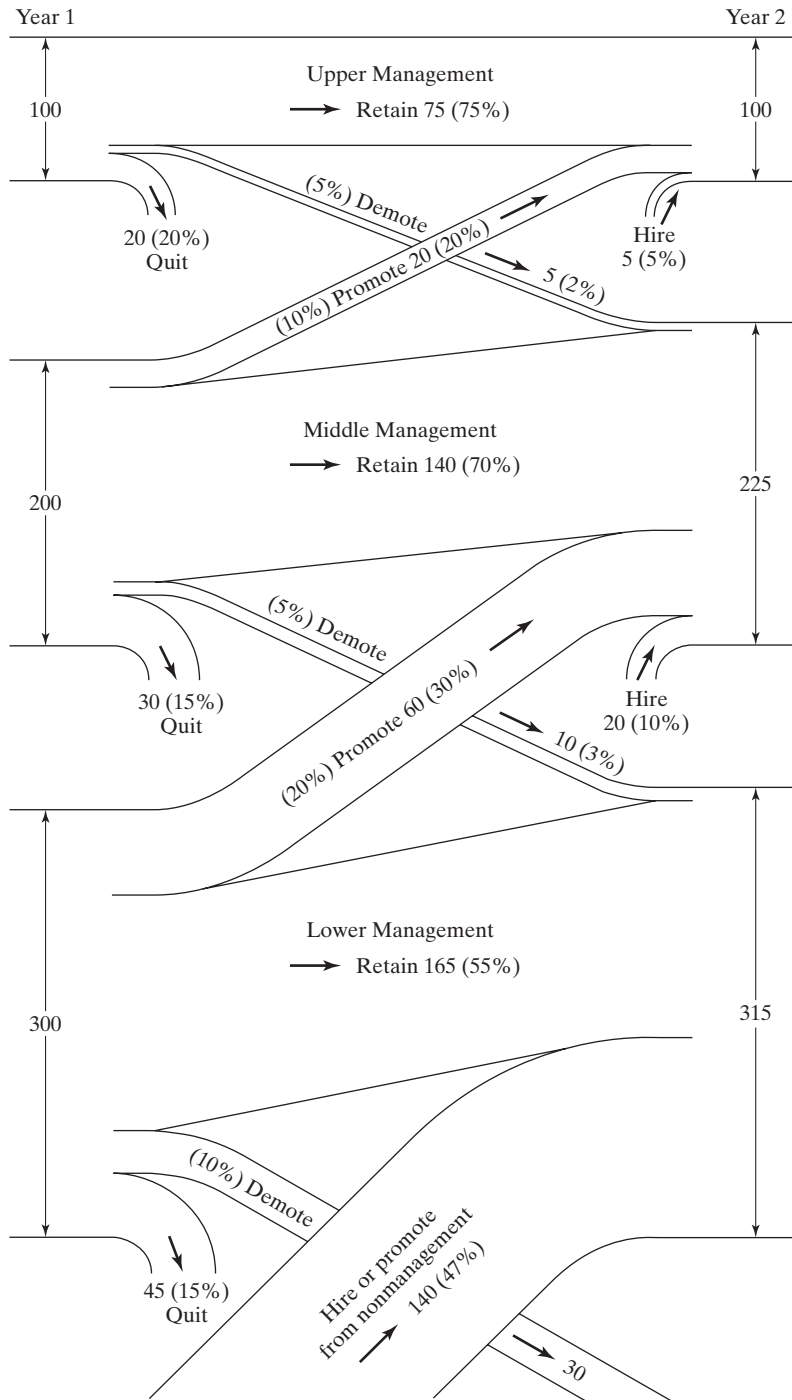 Year 1
Year 2
Upper Management
Retain 75 (75%)
100
100
(5%) Demote
(10%) Promote 20 (20%)
20 (20%)
Quit
Hire
5 (5%)
5 (2%)
Middle Management
Retain 140 (70%)
200
225
(5%) Demote
(20%) Promote 60 (30%)
30 (15%)
Quit
Hire
20 (10%)
10 (3%)
Lower Management
Retain 165 (55%)
300
315
(10%) Demote
45 (15%)
Quit
Hire or promote
from nonmanagement
140 (47%)
30